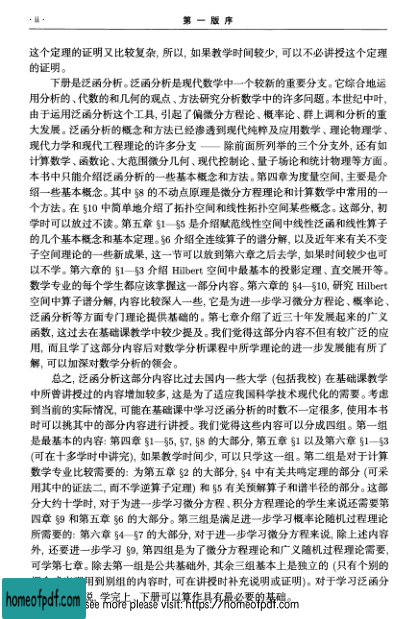 · ii ·
第 一 版 序
这个定理的证明又比较复杂, 所以, 如果教学时间较少, 可以不必讲授这个定理
的证明。
下册是泛函分析。泛函分析是现代数学中一个较新的重要分支。它综合地运
用分析的、代数的和几何的观点、方法研究分析数学中的许多问题。本世纪中叶,
由于运用泛函分析这个工具, 引起了偏微分方程论、概率论、群上调和分析的重
大发展。泛函分析的概念和方法已经渗透到现代纯粹及应用数学、理论物理学、
现代力学和现代工程理论的许多分支 —— 除前面所列举的三个分支外, 还有如
计算数学、函数论、大范围微分几何、现代控制论、量子场论和统计物理等方面。
本书中只能介绍泛函分析的一些基本概念和方法。第四章为度量空间, 主要是介
绍一些基本概念。其中 §8 的不动点原理是微分方程理论和计算数学中常用的一
个方法。在 §10 中简单地介绍了拓扑空间和线性拓扑空间某些概念。这部分, 初
学时可以放过不读。第五章 §1—§5 是介绍赋范线性空间中线性泛函和线性算子
的几个基本概念和基本定理。§6 介绍全连续算子的谱分解, 以及近年来有关不变
子空间理论的一些新成果, 这一节可以放到第六章之后去学, 如果时间较少也可
以不学。第六章的 §1—§3 介绍 Hilbert 空间中最基本的投影定理、直交展开等。
数学专业的每个学生都应该掌握这一部分内容。第六章的 §4—§10, 研究 Hilbert
空间中算子谱分解, 内容比较深入一些, 它是为进一步学习微分方程、概率论、
泛函分析等方面专门理论提供基础的。第七章介绍了近三十年发展起来的广义
函数, 这过去在基础课教学中较少提及。我们觉得这部分内容不但有较广泛的应
用, 而且学了这部分内容后对数学分析课程中所学理论的进一步发展能有所了
解, 可以加深对数学分析的领会。
总之, 泛函分析这部分内容比过去国内一些大学 (包括我校) 在基础课教学
中所曾讲授过的内容增加较多, 这是为了适应我国科学技术现代化的需要。考虑
到当前的实际情况, 可能在基础课中学习泛函分析的时数不一定很多, 使用本书
时可以挑其中的部分内容进行讲授。我们觉得这些内容可以分成四组。第一组
是最基本的内容: 第四章 §1—§5, §7, §8 的大部分, 第五章 §1 以及第六章 §1—§3
(可在十多学时中讲完), 如果教学时间少, 可以只学这一组。第二组是对于计算
数学专业比较需要的: 为第五章 §2 的大部分, §4 中有关共鸣定理的部分 (可采
用其中的证法二, 而不学逆算子定理) 和 §5 有关预解算子和谱半径的部分。这部
分大约十学时, 对于为进一步学习微分方程、积分方程理论的学生来说还需要第
四章 §9 和第五章 §6 的大部分。第三组是满足进一步学习概率论随机过程理论
所需要的: 第六章 §4—§7 的大部分, 对于进一步学习微分方程来说, 除上述内容
外, 还要进一步学习 §9, 第四组是为了微分方程理论和广义随机过程理论需要,
可学第七章。除去第一组是公共基础外, 其余三组基本上是独立的 (只有个别的
用到别组的内容时, 可在讲授时补充说明或证明)。对于学习泛函分
说, 学完上、下册可以算作具有最必要的基础。
homeofpdf.com
see more please visit: https://homeofpdf.com